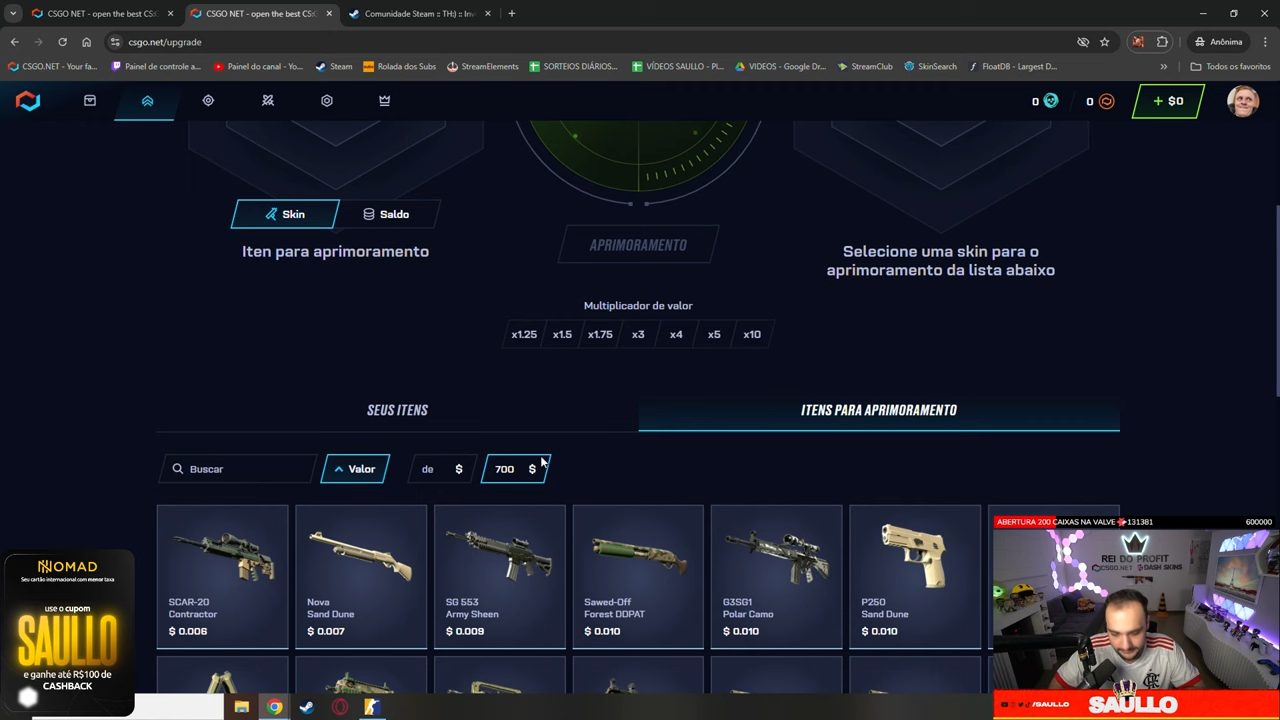 CSGO NET - open the best CS:G
CSGO NET - open the best CS:G
Comunidade Steam :: TH:) :: Inv
csgo.net/upgrade
Anônima
CSGO.NET - Your fa...
Painel de controle a...
Painel do canal - Yo...
Steam
Rolada dos Subs
StreamElements
SORTEIOS DIÁRIOS...
VÍDEOS SAULLO - Pl...
VIDEOS - Google Dr...
StreamClub
SkinSearch
FloatDB - Largest D...
Todos os favoritos
0
0
+ $0
Skin
Saldo
Iten para aprimoramento
APRIMORAMENTO
Selecione uma skin para o
aprimoramento da lista abaixo
Multiplicador de valor
x1.25
x1.5
x1.75
x3
x4
x5
x10
SEUS ITENS
ITENS PARA APRIMORAMENTO
Buscar
Valor
de $
700 $
SCAR-20
Contractor
$ 0.006
Nova
Sand Dune
$ 0.007
SG 553
Army Sheen
$ 0.009
Sawed-Off
Forest DDPAT
$ 0.010
G3SG1
Polar Camo
$ 0.010
P250
Sand Dune
$ 0.010
NOMAD
Seu cartão internacional com menor taxa
use o cupom
SAULLO
e ganhe até R$100 de
CASHBACK
ABERTURA 200 CAIXAS NA VALVE
131381
600000
REI DO PROFIT
CSGO.NET
DASH SKINS
/SAULLO
SAULLO